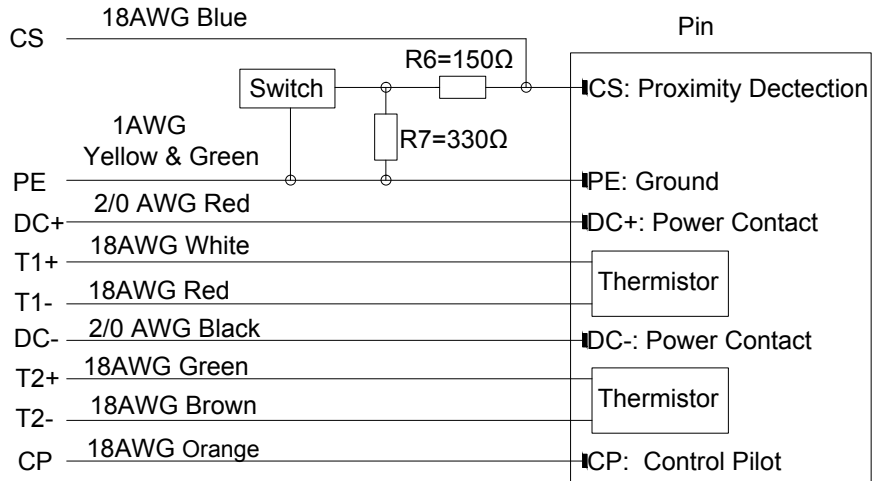 18AWG Blue
CS
Pin
R6=150Ω
Switch
CS: Proximity Dectection
R7=330Ω
1AWG
Yellow & Green
PE
PE: Ground
2/0 AWG Red
DC+
DC+: Power Contact
18AWG White
T1+
Thermistor
18AWG Red
T1-
2/0 AWG Black
DC-
DC-: Power Contact
18AWG Green
T2+
Thermistor
18AWG Brown
T2-
18AWG Orange
CP
CP: Control Pilot